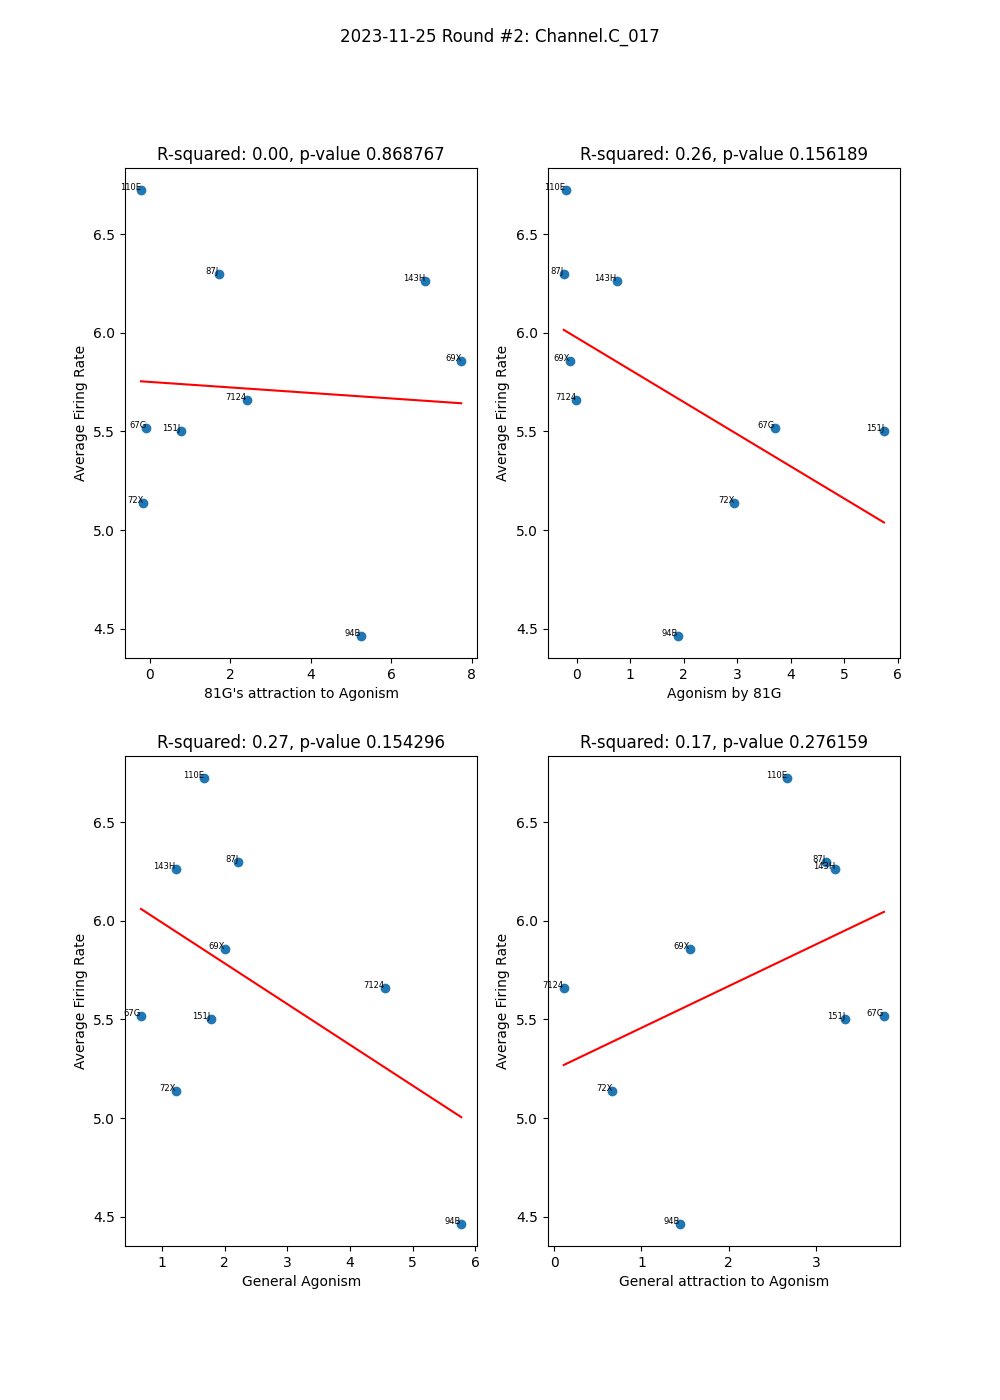 2023-11-25 Round #2: Channel.C_017
R-squared: 0.00, p-value 0.868767
110E
87J
143H
69X
7124
67G
151J
72X
94B
6.5
6.0
5.5
5.0
4.5
Average Firing Rate
0 2 4 6 8
81G's attraction to Agonism
R-squared: 0.26, p-value 0.156189
110E
87J
143H
69X
7124
67G
151J
72X
94B
6.5
6.0
5.5
5.0
4.5
Average Firing Rate
0 1 2 3 4 5 6
Agonism by 81G
R-squared: 0.27, p-value 0.154296
110E
87J
143H
69X
7124
67G
151J
72X
94B
6.5
6.0
5.5
5.0
4.5
Average Firing Rate
1 2 3 4 5 6
General Agonism
R-squared: 0.17, p-value 0.276159
110E
87J
143H
69X
7124
67G
151J
72X
94B
6.5
6.0
5.5
5.0
4.5
Average Firing Rate
0 1 2 3
General attraction to Agonism